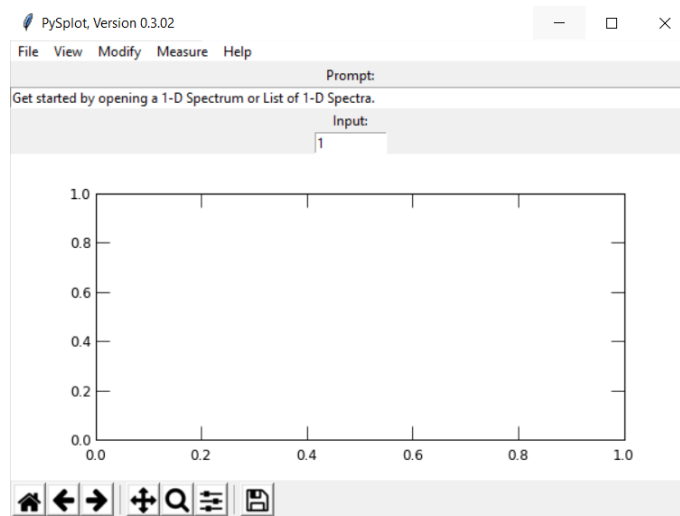 PySplot, Version 0.3.02
File View Modify Measure Help
Prompt:
Get started by opening a 1-D Spectrum or List of 1-D Spectra.
Input:
1
1.0
0.8
0.6
0.4
0.2
0.0
0.0 0.2 0.4 0.6 0.8 1.0